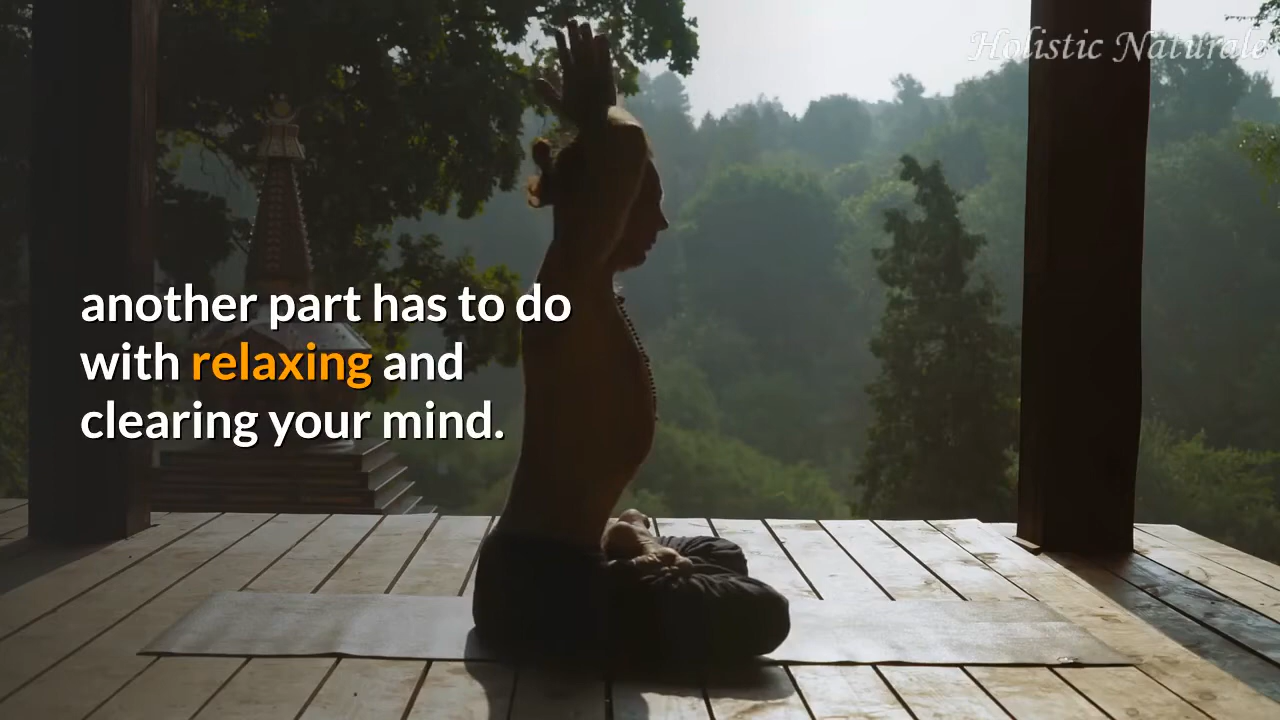 Holistic Naturale
another part has to do
with relaxing and
clearing your mind.